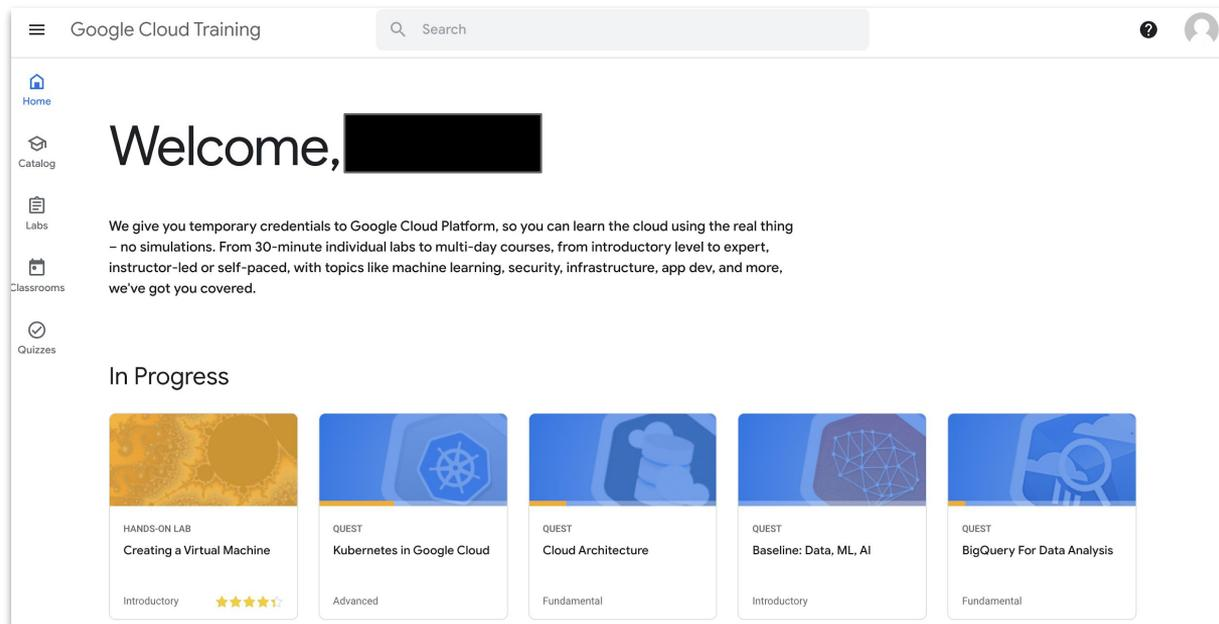 Google Cloud Training
Search
Home
Catalog
Labs
Classrooms
Quizzes
Welcome,
We give you temporary credentials to Google Cloud Platform, so you can learn the cloud using the real thing
– no simulations. From 30-minute individual labs to multi-day courses, from introductory level to expert,
instructor-led or self-paced, with topics like machine learning, security, infrastructure, app dev, and more,
we've got you covered.
In Progress
HANDS-ON LAB
Creating a Virtual Machine
Introductory
QUEST
Kubernetes in Google Cloud
Advanced
QUEST
Cloud Architecture
Fundamental
QUEST
Baseline: Data, ML, AI
Introductory
QUEST
BigQuery For Data Analysis
Fundamental